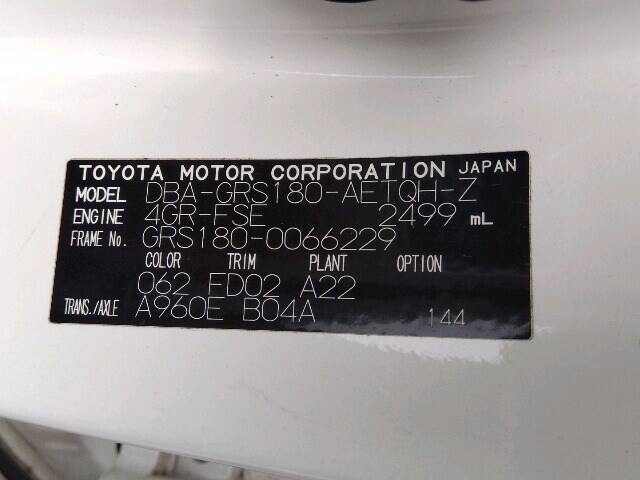 TOYOTA MOTOR CORPORATION JAPAN
MODEL DBA-GRS180-AETQH-Z
ENGINE 4GR-FSE 2499 mL
FRAME No. GRS180-0066229
COLOR TRIM PLANT OPTION
062 FD02 A22
TRANS./AXLE A960E B04A 144